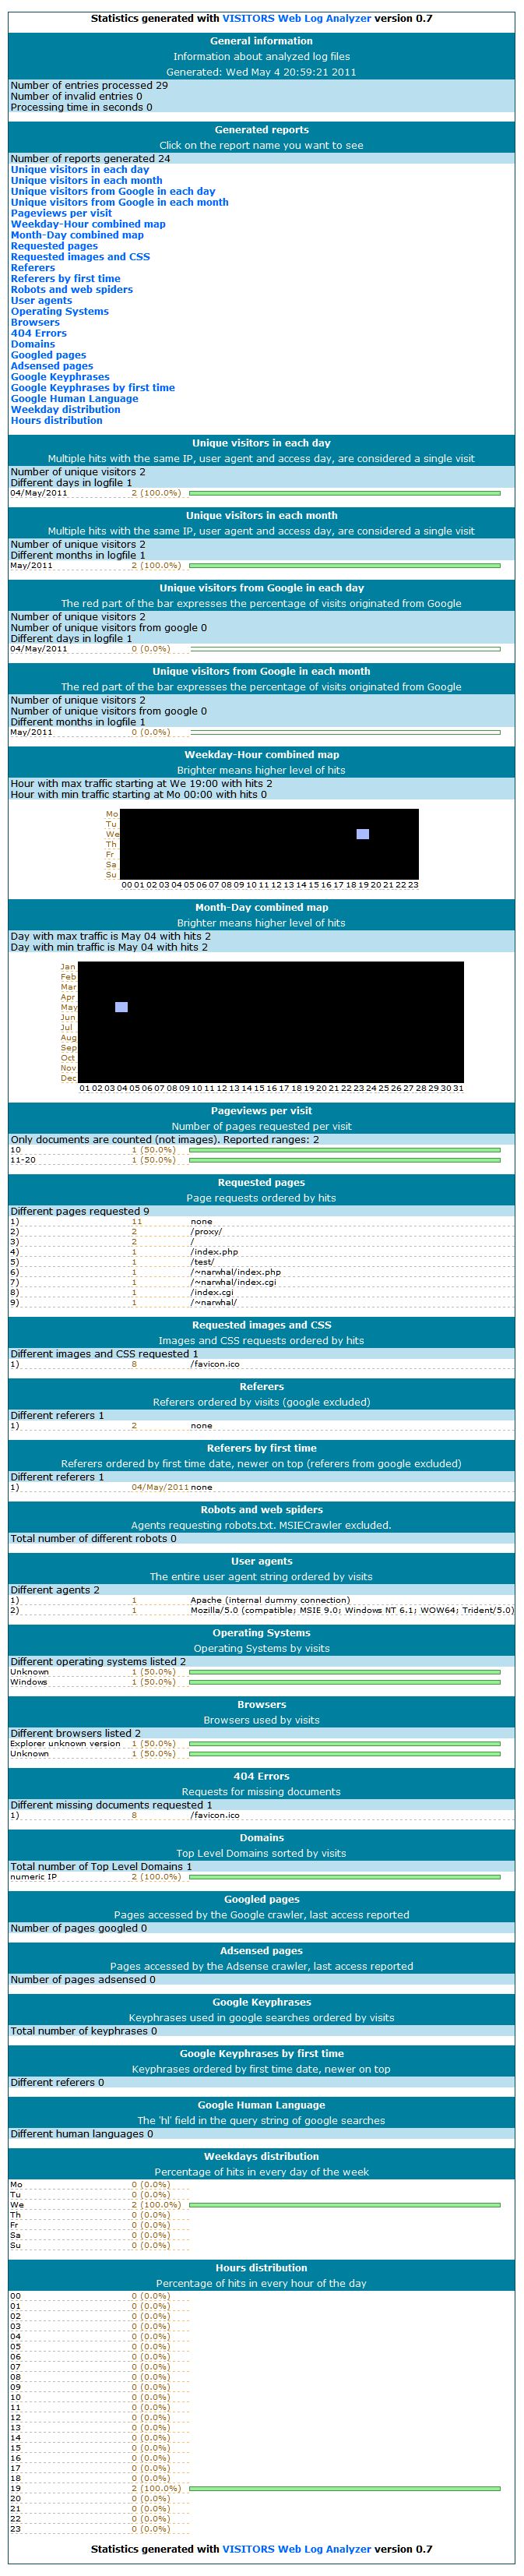 Statistics generated with VISITORS Web Log Analyzer version 0.7
General information
Information about analyzed log files
Generated: Wed May 4 20:59:21 2011
Number of entries processed 29
Number of invalid entries 0
Processing time in seconds 0
Generated reports
Click on the report name you want to see
Number of reports generated 24
Unique visitors in each day
Unique visitors in each month
Unique visitors from Google in each day
Unique visitors from Google in each month
Pageviews per visit
Weekday-Hour combined map
Month-Day combined map
Requested pages
Requested images and CSS
Referers
Referers by first time
Robots and web spiders
User agents
Operating Systems
Browsers
404 Errors
Domains
Googled pages
Adsensed pages
Google Keyphrases
Google Keyphrases by first time
Google Human Language
Weekday distribution
Hours distribution
Unique visitors in each day
Multiple hits with the same IP, user agent and access day, are considered a single visit
Number of unique visitors 2
Different days in logfile 1
04/May/2011 2 (100.0%)
Unique visitors in each month
Multiple hits with the same IP, user agent and access day, are considered a single visit
Number of unique visitors 2
Different months in logfile 1
May/2011 2 (100.0%)
Unique visitors from Google in each day
The red part of the bar expresses the percentage of visits originated from Google
Number of unique visitors 2
Number of unique visitors from google 0
Different days in logfile 1
04/May/2011 0 (0.0%)
Unique visitors from Google in each month
The red part of the bar expresses the percentage of visits originated from Google
Number of unique visitors 2
Number of unique visitors from google 0
Different months in logfile 1
May/2011 0 (0.0%)
Weekday-Hour combined map
Brighter means higher level of hits
Hour with max traffic starting at We 19:00 with hits 2
Hour with min traffic starting at Mo 00:00 with hits 0
Mo
Tu
We
Th
Fr
Sa
Su
00 01 02 03 04 05 06 07 08 09 10 11 12 13 14 15 16 17 18 19 20 21 22 23
Month-Day combined map
Brighter means higher level of hits
Day with max traffic is May 04 with hits 2
Day with min traffic is May 04 with hits 2
Jan
Feb
Mar
Apr
May
Jun
Jul
Aug
Sep
Oct
Nov
Dec
01 02 03 04 05 06 07 08 09 10 11 12 13 14 15 16 17 18 19 20 21 22 23 24 25 26 27 28 29 30 31
Pageviews per visit
Number of pages requested per visit
Only documents are counted (not images). Reported ranges: 2
10 1 (50.0%)
11-20 1 (50.0%)
Requested pages
Page requests ordered by hits
Different pages requested 9
1) 11 none
2) 2 /proxy/
3) 2 /
4) 1 /index.php
5) 1 /test/
6) 1 /~narwhal/index.php
7) 1 /~narwhal/index.cgi
8) 1 /index.cgi
9) 1 /~narwhal/
Requested images and CSS
Images and CSS requests ordered by hits
Different images and CSS requested 1
1) 8 /favicon.ico
Referers
Referers ordered by visits (google excluded)
Different referers 1
1) 2 none
Referers by first time
Referers ordered by first time date, newer on top (referers from google excluded)
Different referers 1
1) 04/May/2011 none
Robots and web spiders
Agents requesting robots.txt. MSIECrawler excluded.
Total number of different robots 0
User agents
The entire user agent string ordered by visits
Different agents 2
1) 1 Apache (internal dummy connection)
2) 1 Mozilla/5.0 (compatible; MSIE 9.0; Windows NT 6.1; WOW64; Trident/5.0)
Operating Systems
Operating Systems by visits
Different operating systems listed 2
Unknown 1 (50.0%)
Windows 1 (50.0%)
Browsers
Browsers used by visits
Different browsers listed 2
Explorer unknown version 1 (50.0%)
Unknown 1 (50.0%)
404 Errors
Requests for missing documents
Different missing documents requested 1
1) 8 /favicon.ico
Domains
Top Level Domains sorted by visits
Total number of Top Level Domains 1
numeric IP 2 (100.0%)
Googled pages
Pages accessed by the Google crawler, last access reported
Number of pages googled 0
Adsensed pages
Pages accessed by the Adsense crawler, last access reported
Number of pages adsensed 0
Google Keyphrases
Keyphrases used in google searches ordered by visits
Total number of keyphrases 0
Google Keyphrases by first time
Keyphrases ordered by first time date, newer on top
Different referers 0
Google Human Language
The 'hl' field in the query string of google searches
Different human languages 0
Weekdays distribution
Percentage of hits in every day of the week
Mo 0 (0.0%)
Tu 0 (0.0%)
We 2 (100.0%)
Th 0 (0.0%)
Fr 0 (0.0%)
Sa 0 (0.0%)
Su 0 (0.0%)
Hours distribution
Percentage of hits in every hour of the day
00 0 (0.0%)
01 0 (0.0%)
02 0 (0.0%)
03 0 (0.0%)
04 0 (0.0%)
05 0 (0.0%)
06 0 (0.0%)
07 0 (0.0%)
08 0 (0.0%)
09 0 (0.0%)
10 0 (0.0%)
11 0 (0.0%)
12 0 (0.0%)
13 0 (0.0%)
14 0 (0.0%)
15 0 (0.0%)
16 0 (0.0%)
17 0 (0.0%)
18 0 (0.0%)
19 2 (100.0%)
20 0 (0.0%)
21 0 (0.0%)
22 0 (0.0%)
23 0 (0.0%)
Statistics generated with VISITORS Web Log Analyzer version 0.7